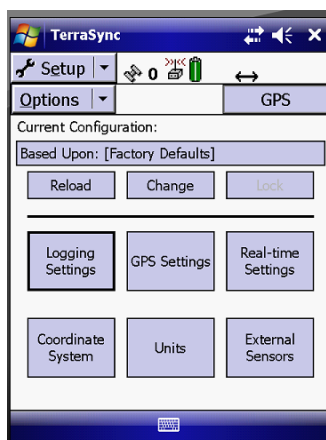 TerraSync
Setup 0
Options GPS
Current Configuration:
Based Upon: [Factory Defaults]
Reload Change Lock
Logging Settings GPS Settings Real-time Settings
Coordinate System Units External Sensors